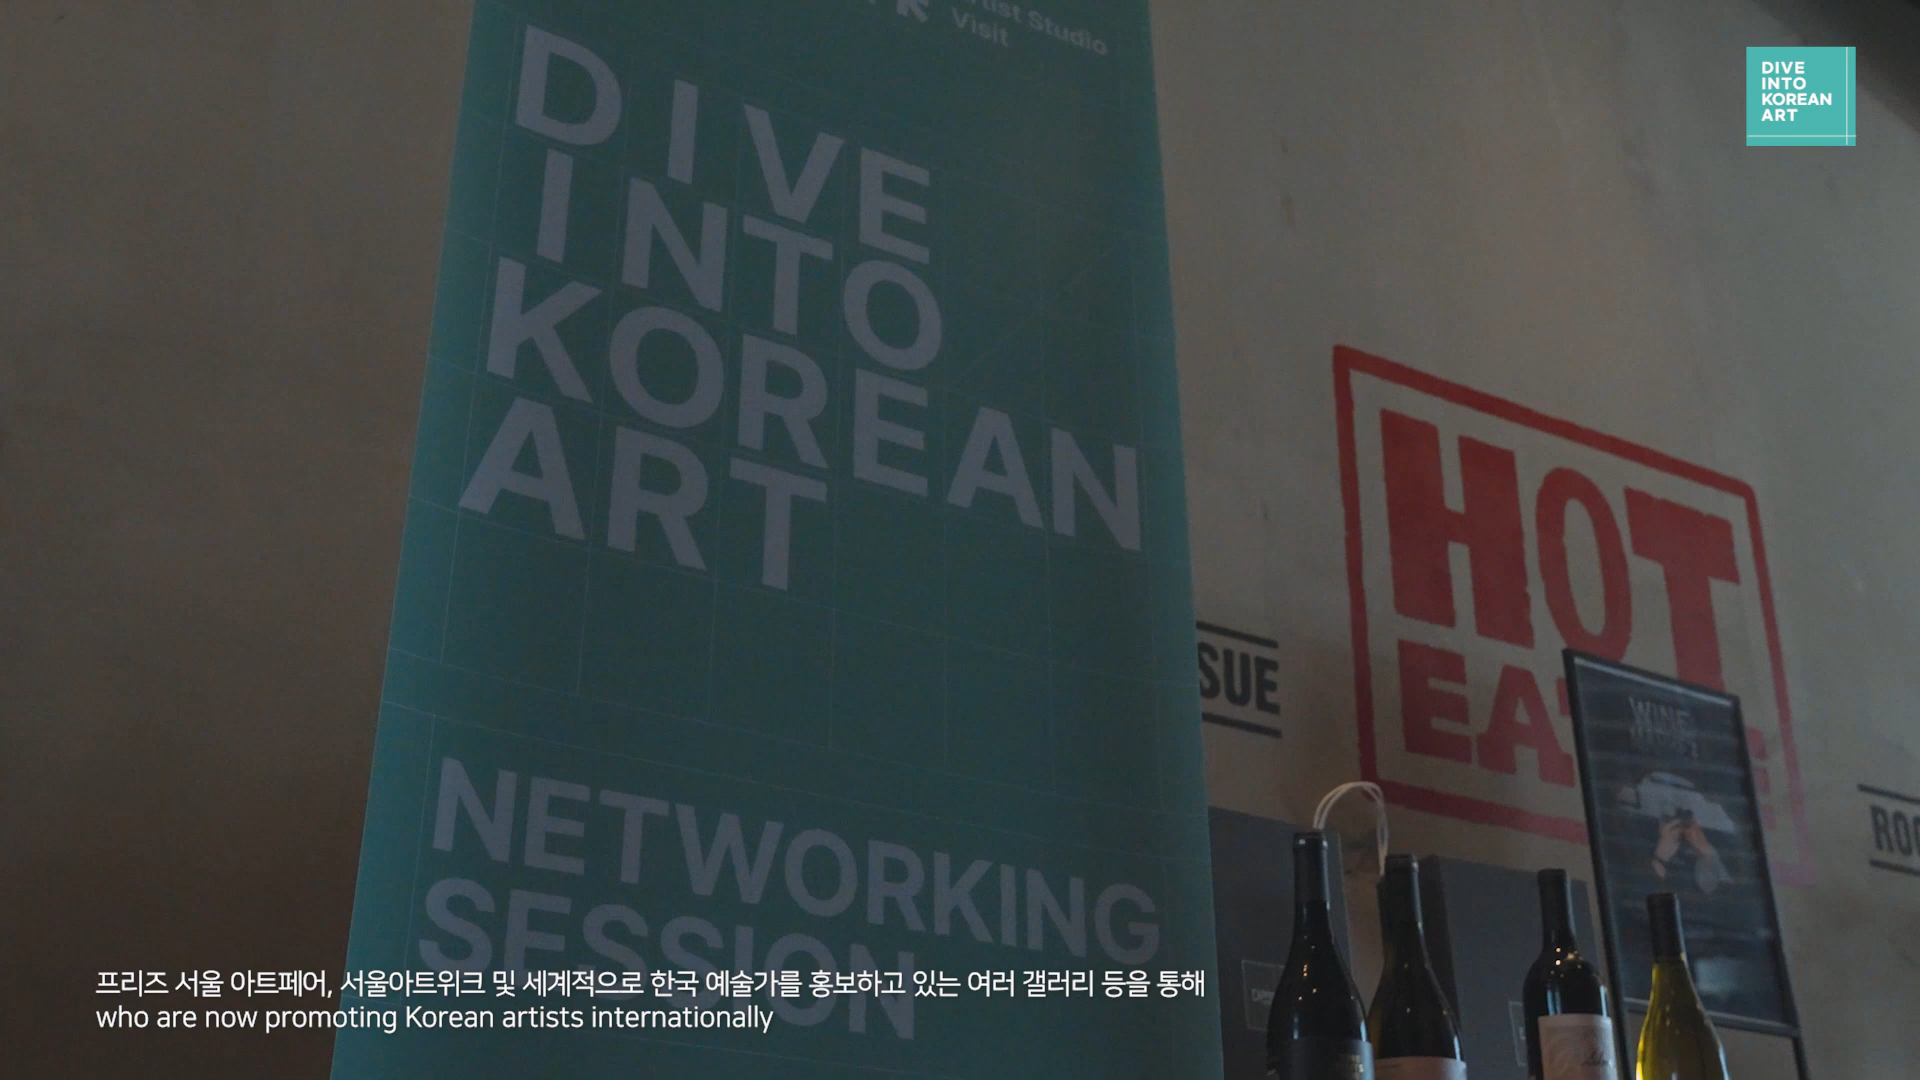 Artist Studio
Visit
DIVE
INTO
KOREAN
ART
NETWORKING
SESSION
DIVE
INTO
KOREAN
ART
HOT
SUE
WINE
프리즈 서울 아트페어, 서울아트위크 및 세계적으로 한국 예술가를 홍보하고 있는 여러 갤러리 등을 통해
who are now promoting Korean artists internationally